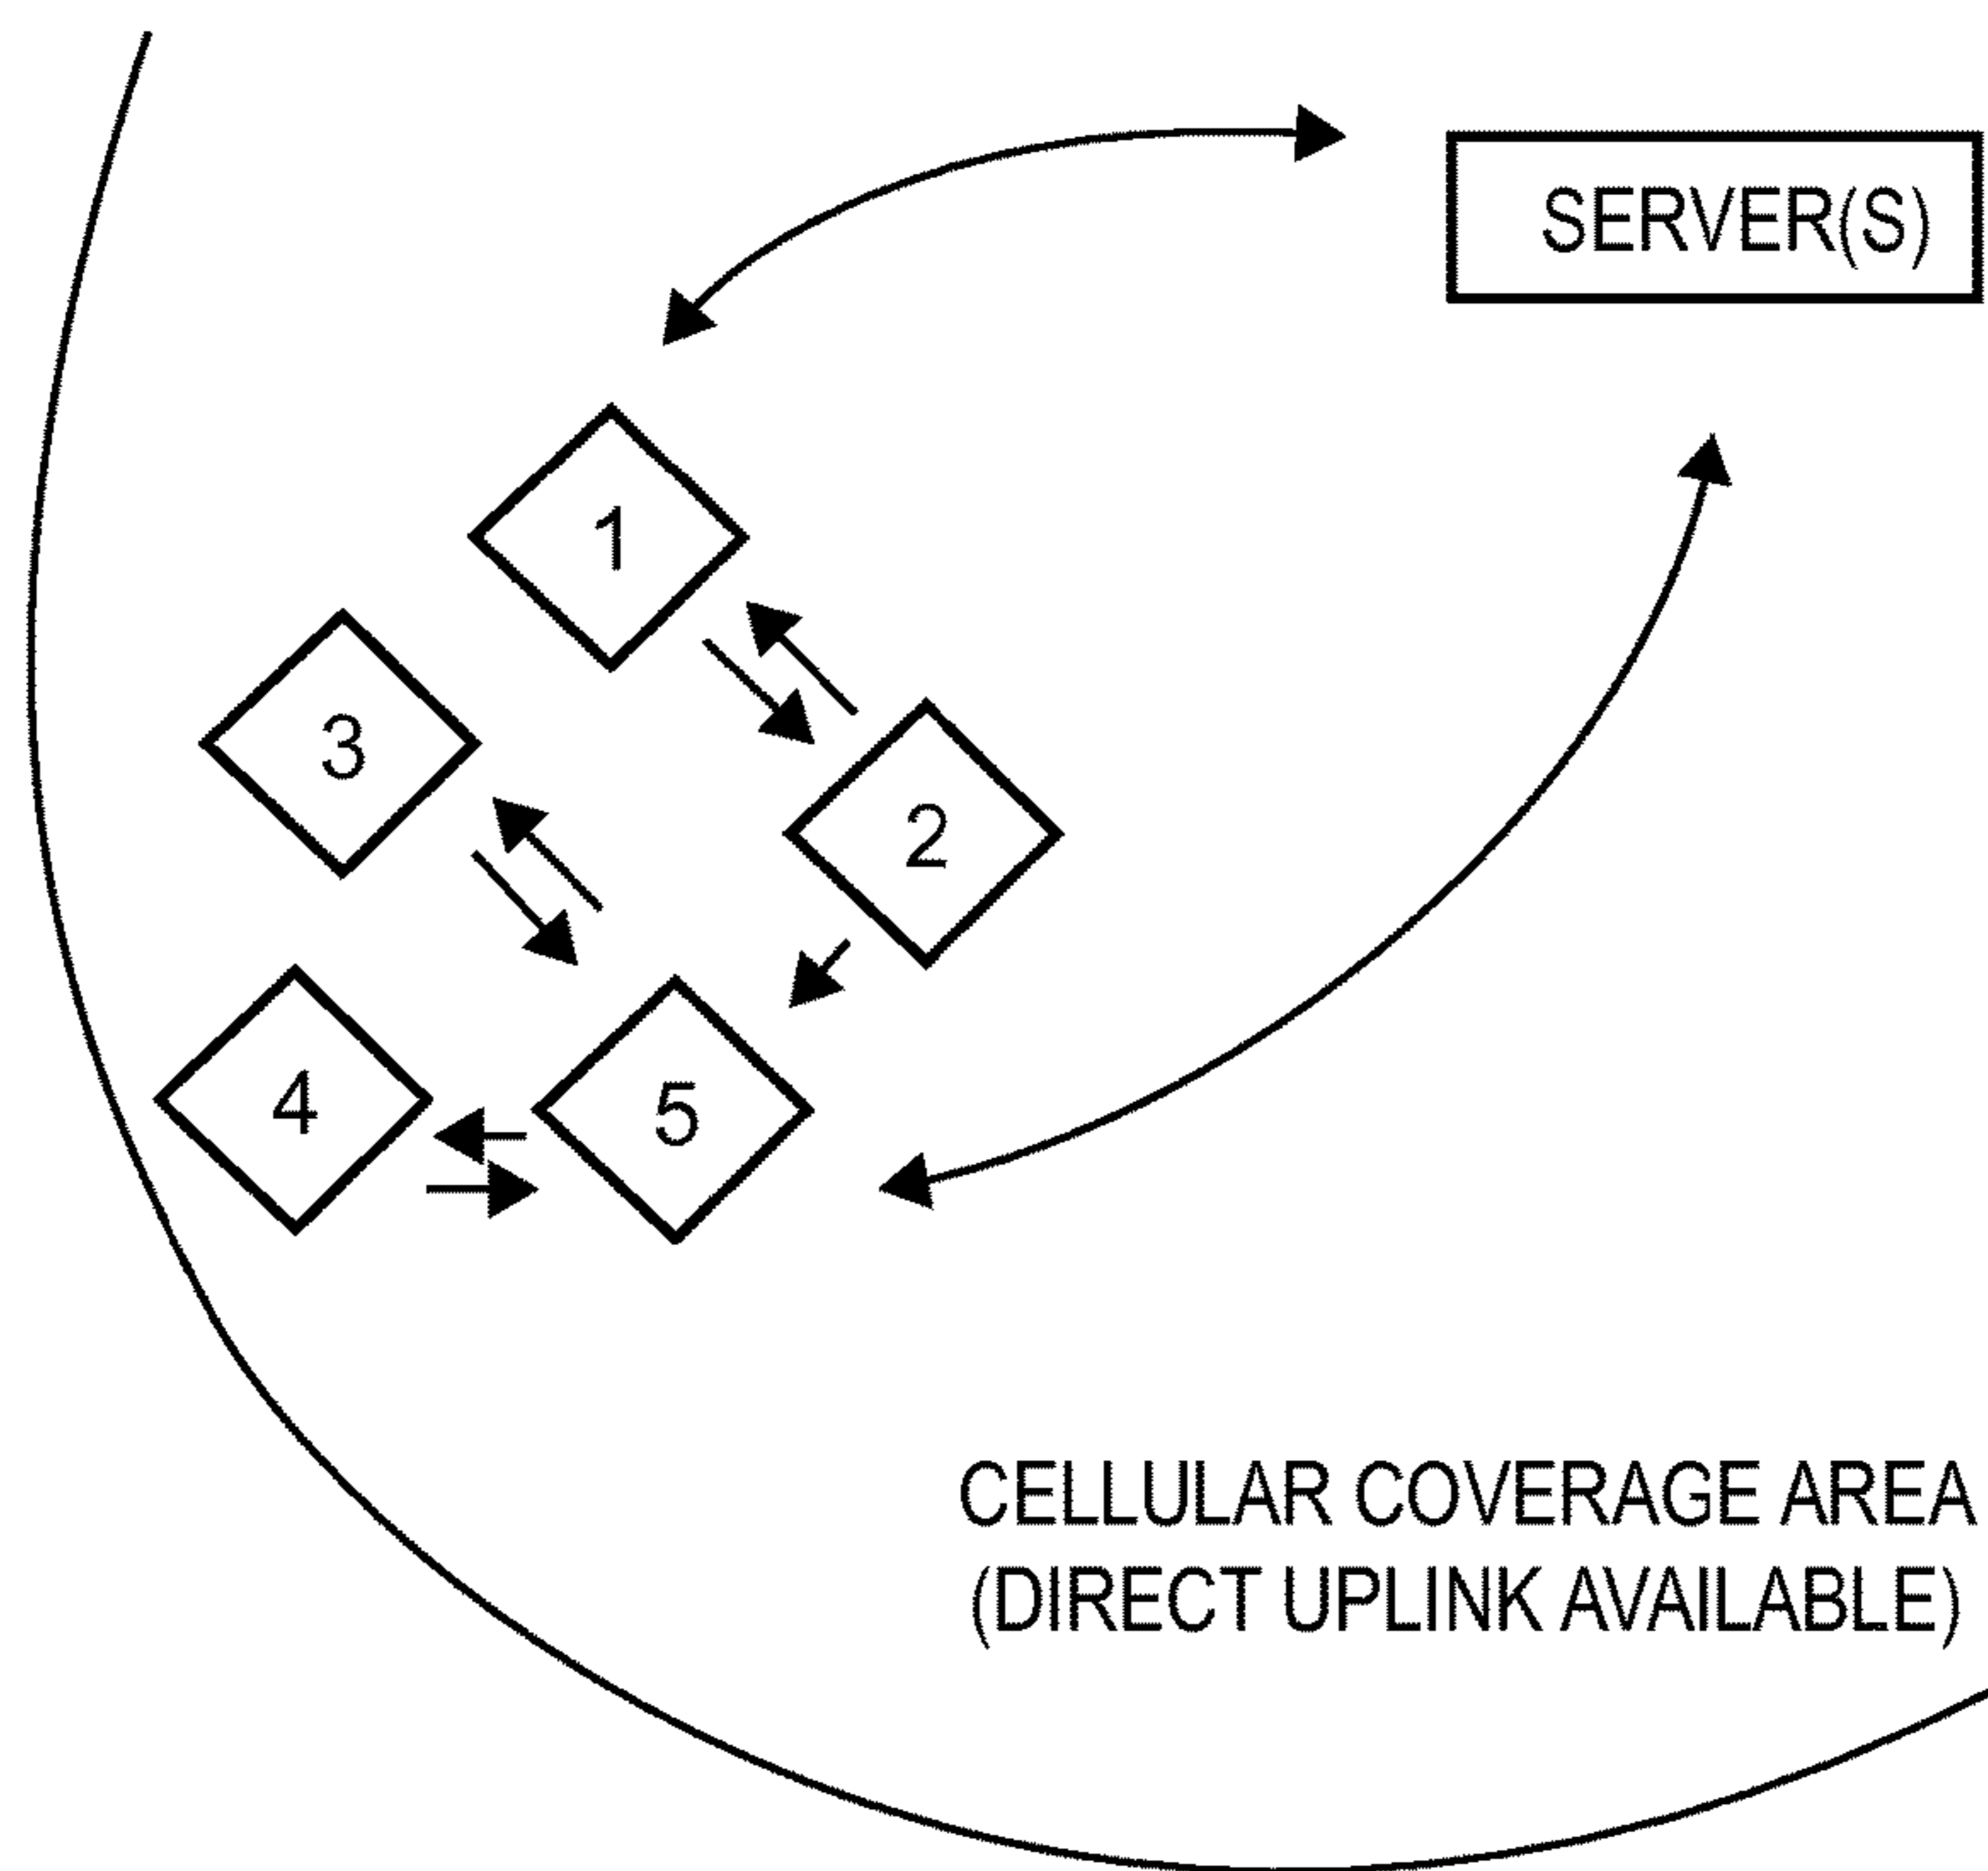 SERVER(S)
1
3
2
4
5
CELLULAR COVERAGE AREA
(DIRECT UPLINK AVAILABLE)